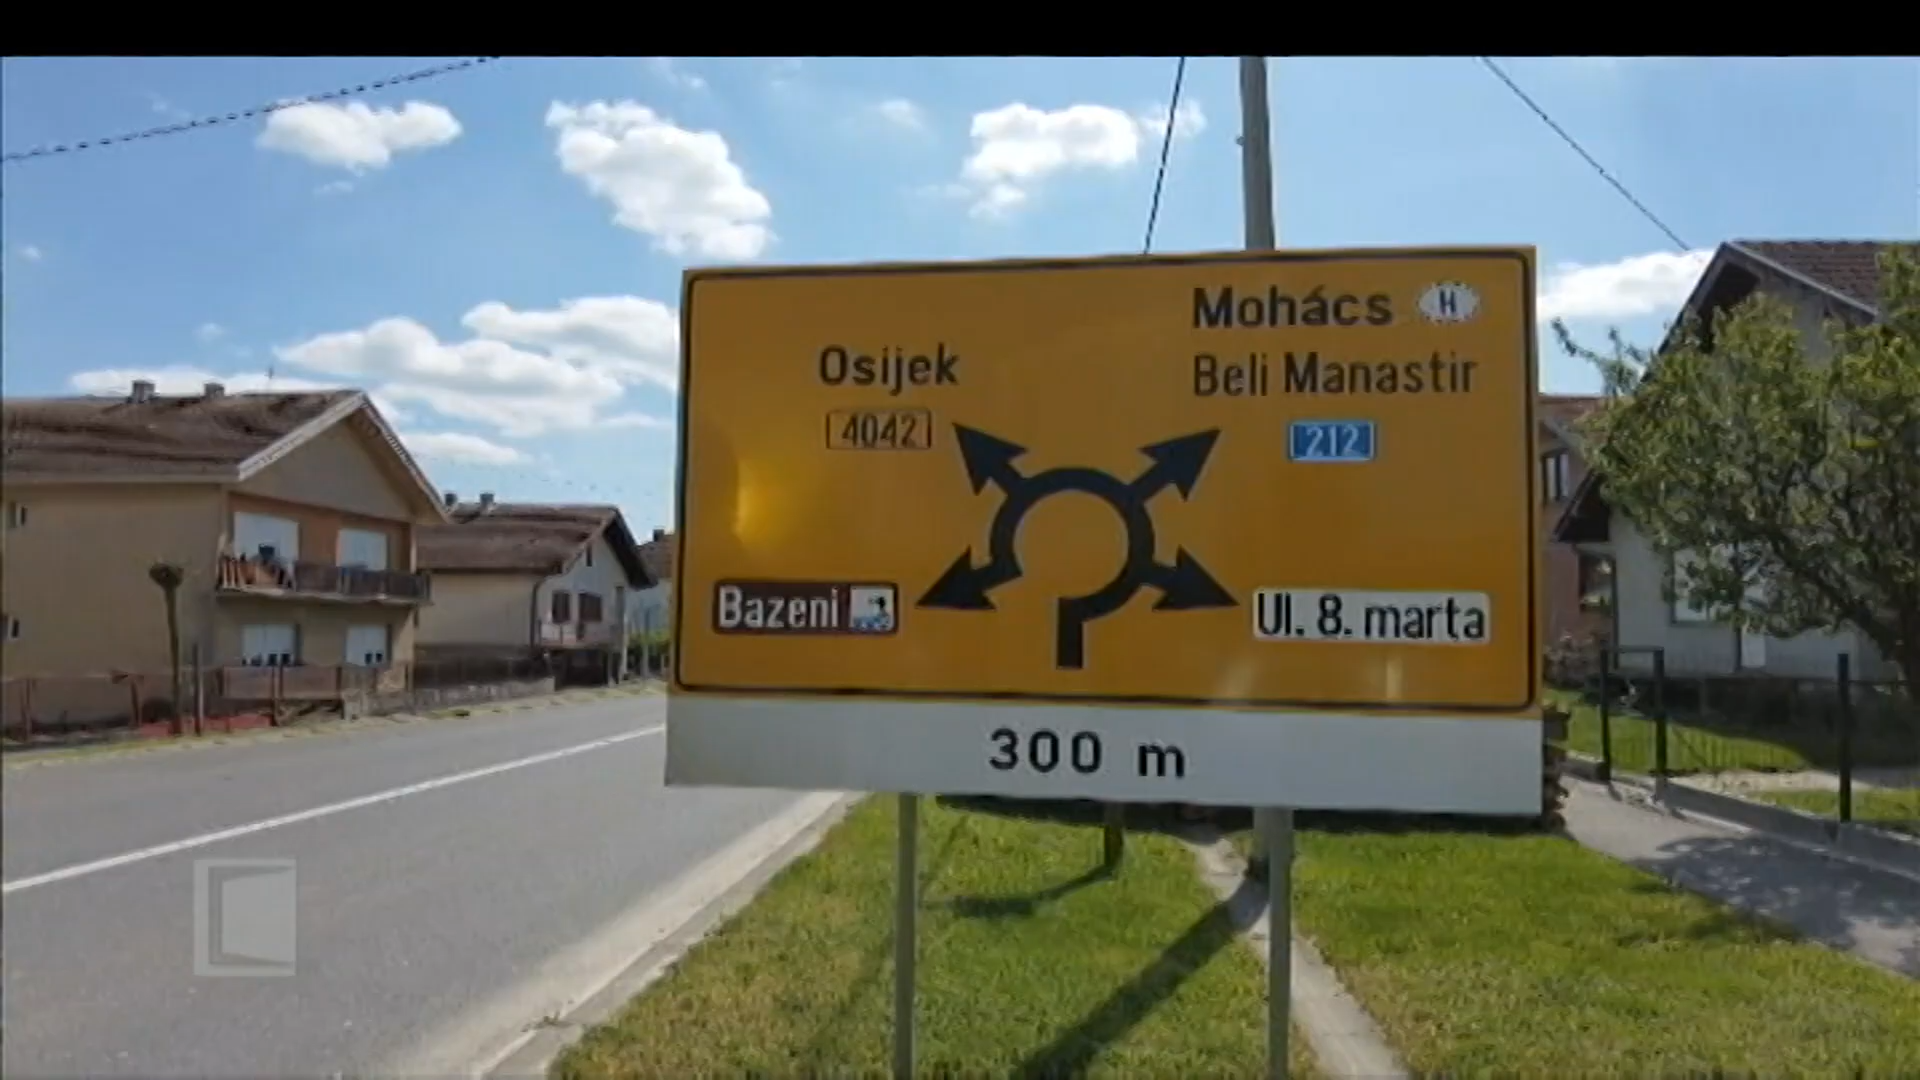 Osijek
4042
Mohács H
Beli Manastir
212
Bazeni
Ul. 8. marta
300 m